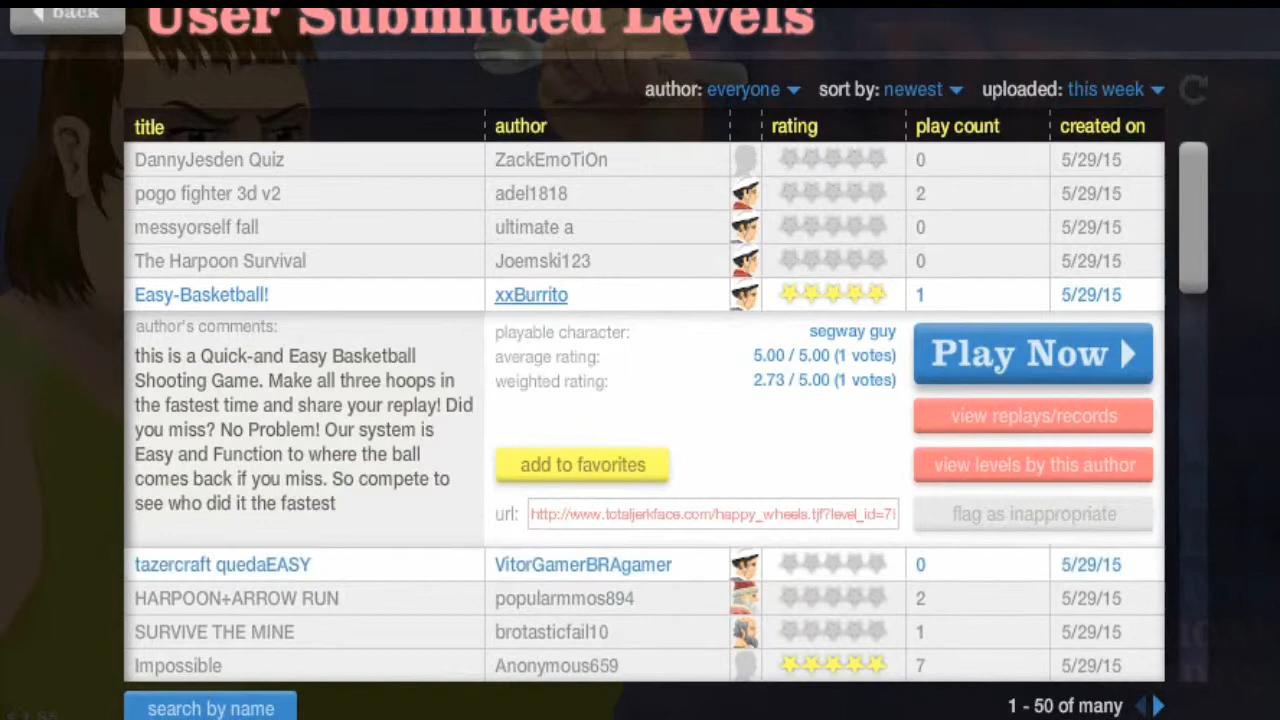 back
User Submitted Levels
author: everyone sort by: newest uploaded: this week
title author rating play count created on
DannyJesden Quiz ZackEmoTiOn 0 5/29/15
pogo fighter 3d v2 adel1818 2 5/29/15
messyorself fall ultimate a 0 5/29/15
The Harpoon Survival Joemski123 0 5/29/15
Easy-Basketball! xxBurrito 1 5/29/15
author's comments:
this is a Quick-and Easy Basketball
Shooting Game. Make all three hoops in
the fastest time and share your replay! Did
you miss? No Problem! Our system is
Easy and Function to where the ball
comes back if you miss. So compete to
see who did it the fastest
playable character: segway guy
average rating: 5.00 / 5.00 (1 votes)
weighted rating: 2.73 / 5.00 (1 votes)
add to favorites
url: http://www.totaljerkface.com/happy_wheels.tjf?level_id=7
Play Now
view replays/records
view levels by this author
flag as inappropriate
tazercraft quedaEASY VitorGamerBRAgamer 0 5/29/15
HARPOON+ARROW RUN popularmmos894 2 5/29/15
SURVIVE THE MINE brotasticfail10 1 5/29/15
Impossible Anonymous659 7 5/29/15
search by name
1 - 50 of many